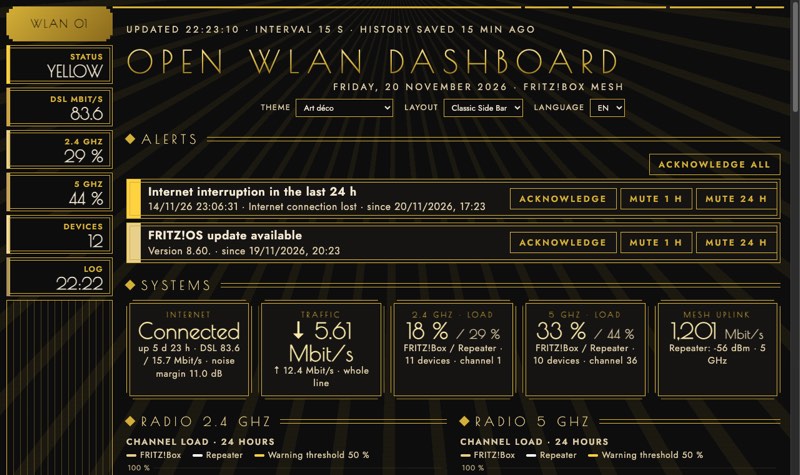 WLAN 01
STATUS
YELLOW
DSL MBIT/S
83.6
2.4 GHZ
29 %
5 GHZ
44 %
DEVICES
12
LOG
22:22
UPDATED 22:23:10 · INTERVAL 15 S · HISTORY SAVED 15 MIN AGO
OPEN WLAN DASHBOARD
FRIDAY, 20 NOVEMBER 2026 · FRITZ!BOX MESH
THEME Art déco LAYOUT Classic Side Bar LANGUAGE EN
ALERTS
ACKNOWLEDGE ALL
Internet interruption in the last 24 h
14/11/26 23:06:31 · Internet connection lost · since 20/11/2026, 17:23
ACKNOWLEDGE MUTE 1 H MUTE 24 H
FRITZ!OS update available
Version 8.60. · since 19/11/2026, 20:23
ACKNOWLEDGE MUTE 1 H MUTE 24 H
SYSTEMS
INTERNET
Connected
up 5 d 23 h · DSL 83.6
/ 15.7 Mbit/s · noise
margin 11.0 dB
TRAFFIC
↓ 5.61
Mbit/s
↑ 12.4 Mbit/s · whole
line
2.4 GHZ · LOAD
18 % / 29 %
FRITZ!Box / Repeater ·
11 devices · channel 1
5 GHZ · LOAD
33 % / 44 %
FRITZ!Box / Repeater ·
10 devices · channel 36
MESH UPLINK
1,201 Mbit/s
Repeater: -56 dBm · 5
GHz
RADIO 2.4 GHZ
CHANNEL LOAD · 24 HOURS
FRITZ!Box Repeater Warning threshold 50 %
100 %
RADIO 5 GHZ
CHANNEL LOAD · 24 HOURS
FRITZ!Box Repeater Warning threshold 50 %
100 %